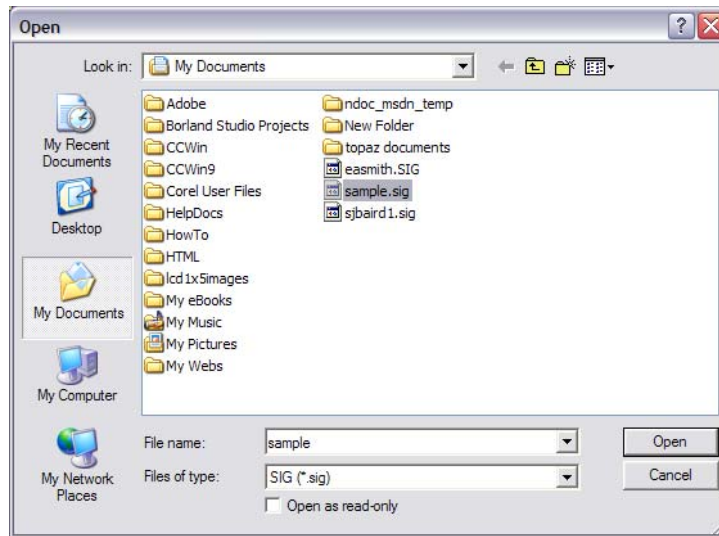 Open
Look in: My Documents
My Recent
Documents
Desktop
My Documents
My Computer
My Network
Places
Adobe
Borland Studio Projects
CCWin
CCWin9
Corel User Files
HelpDocs
HowTo
HTML
lcd1x5images
My eBooks
My Music
My Pictures
My Webs
ndoc_msdn_temp
New Folder
topaz documents
easmith.SIG
sample.sig
sjbaird1.sig
File name: sample
Open
Files of type: SIG (*.sig)
Cancel
Open as read-only